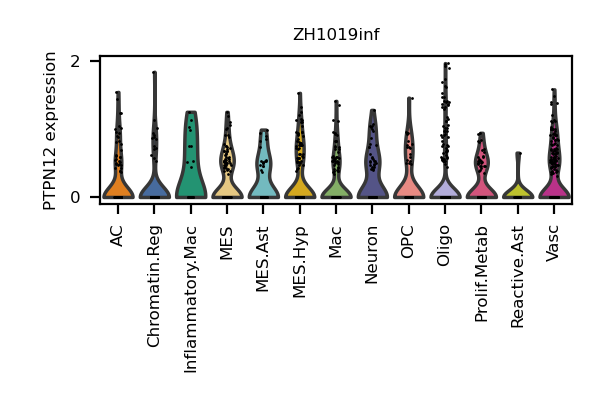 ZH1019inf
PTPN12 expression
2
0
AC
Chromatin.Reg
Inflammatory.Mac
MES
MES.Ast
MES.Hyp
Mac
Neuron
OPC
Oligo
Prolif.Metab
Reactive.Ast
Vasc